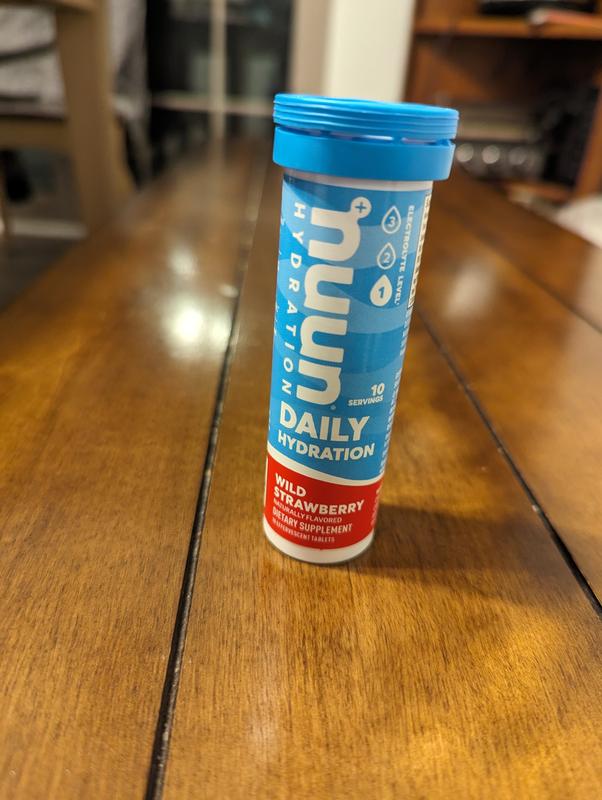 nuun
HYDRATION
ELECTROLYTE LEVEL:
3
2
1
10
SERVINGS
DAILY
HYDRATION
WILD
STRAWBERRY
NATURALLY FLAVORED
DIETARY SUPPLEMENT
EFFERVESCENT TABLETS